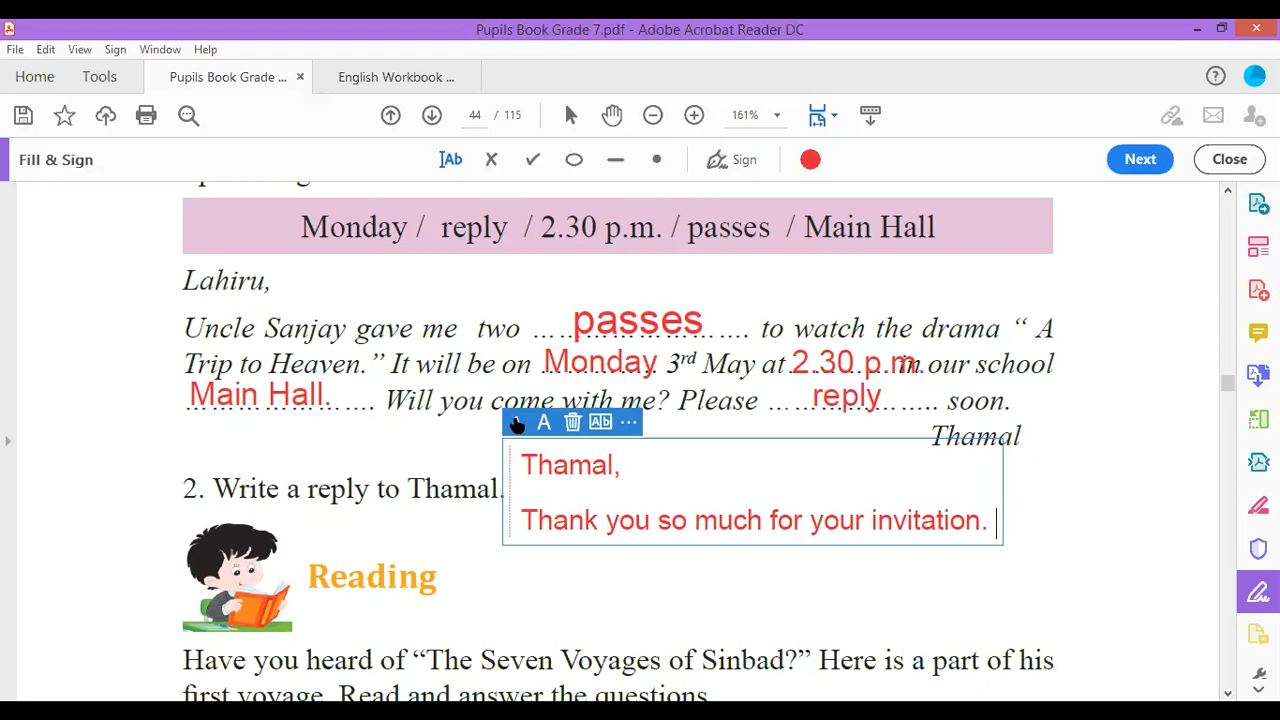 Pupils Book Grade 7.pdf - Adobe Acrobat Reader DC
File Edit View Sign Window Help
Home Tools Pupils Book Grade ... × English Workbook ...
44 / 115 161%
Fill & Sign Ab Sign Next Close
Monday / reply / 2.30 p.m. / passes / Main Hall
Lahiru,
Uncle Sanjay gave me two ...passes... to watch the drama “ A
Trip to Heaven.” It will be on Monday 3rd May at 2.30 p.m. in our school
Main Hall. Will you come with me? Please ...reply... soon.
Thamal
A Ab ...
Thamal,
2. Write a reply to Thamal.
Thank you so much for your invitation.
Reading
Have you heard of “The Seven Voyages of Sinbad?” Here is a part of his
first voyage. Read and answer the questions.